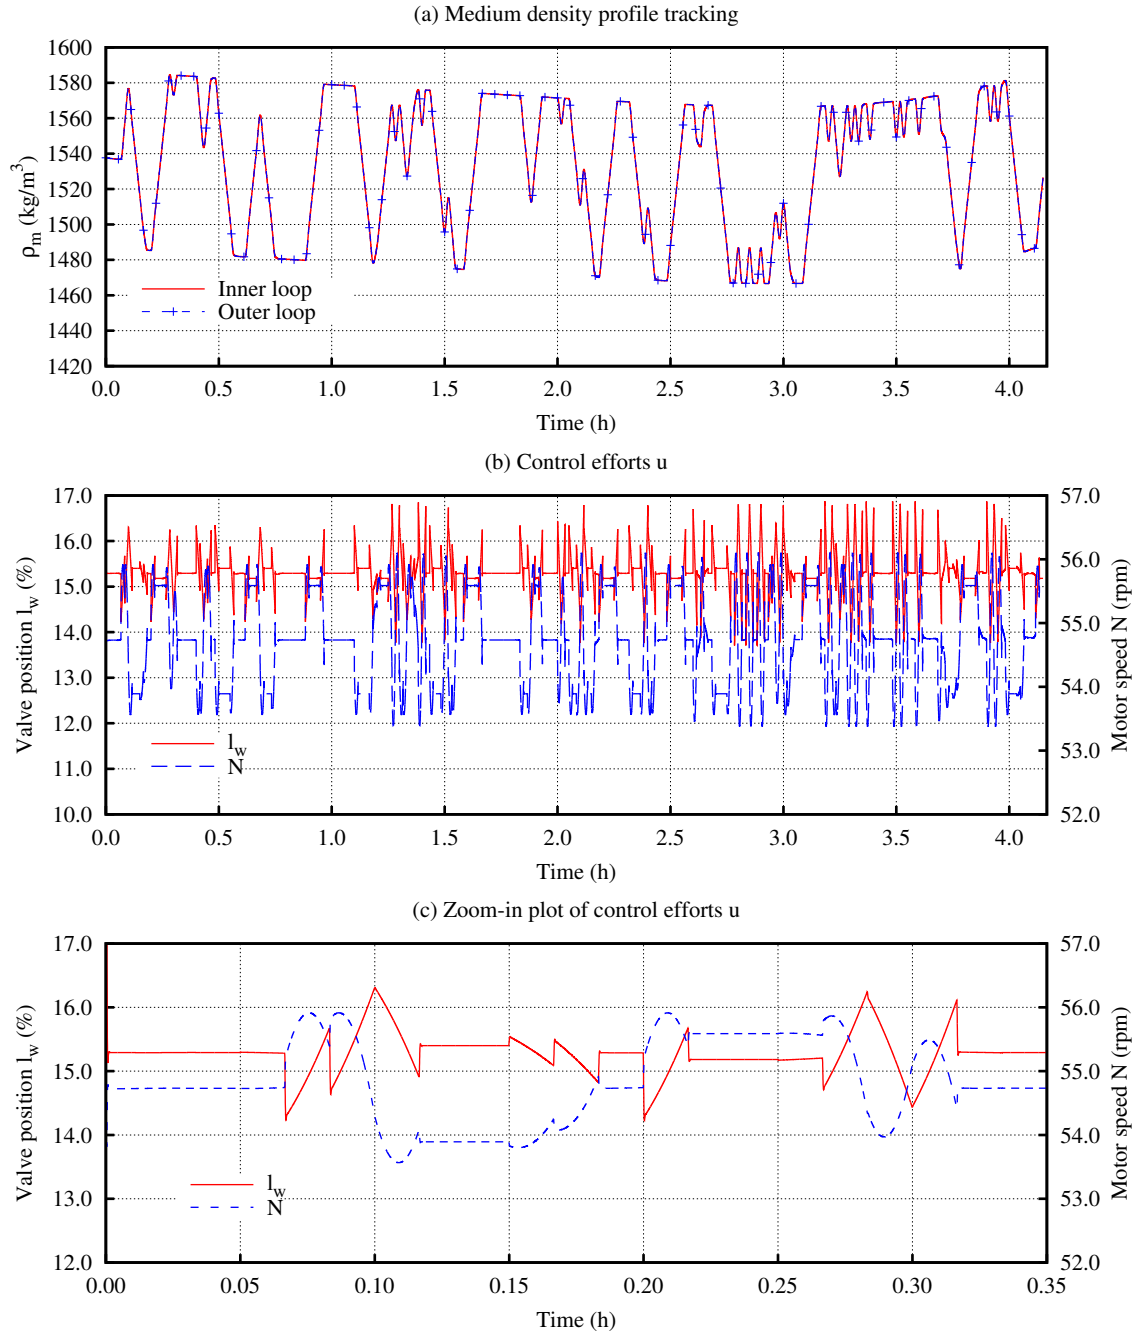 (a) Medium density profile tracking
1600
1580
1560
1540
1520
1500
1480
1460
1440
1420
ρm (kg/m3)
Inner loop
Outer loop
0.0 0.5 1.0 1.5 2.0 2.5 3.0 3.5 4.0
Time (h)
(b) Control efforts u
17.0
16.0
15.0
14.0
13.0
12.0
11.0
10.0
Valve position lw (%)
57.0
56.0
55.0
54.0
53.0
52.0
Motor speed N (rpm)
lw
N
0.0 0.5 1.0 1.5 2.0 2.5 3.0 3.5 4.0
Time (h)
(c) Zoom-in plot of control efforts u
17.0
16.0
15.0
14.0
13.0
12.0
Valve position lw (%)
57.0
56.0
55.0
54.0
53.0
52.0
Motor speed N (rpm)
lw
N
0.00 0.05 0.10 0.15 0.20 0.25 0.30 0.35
Time (h)